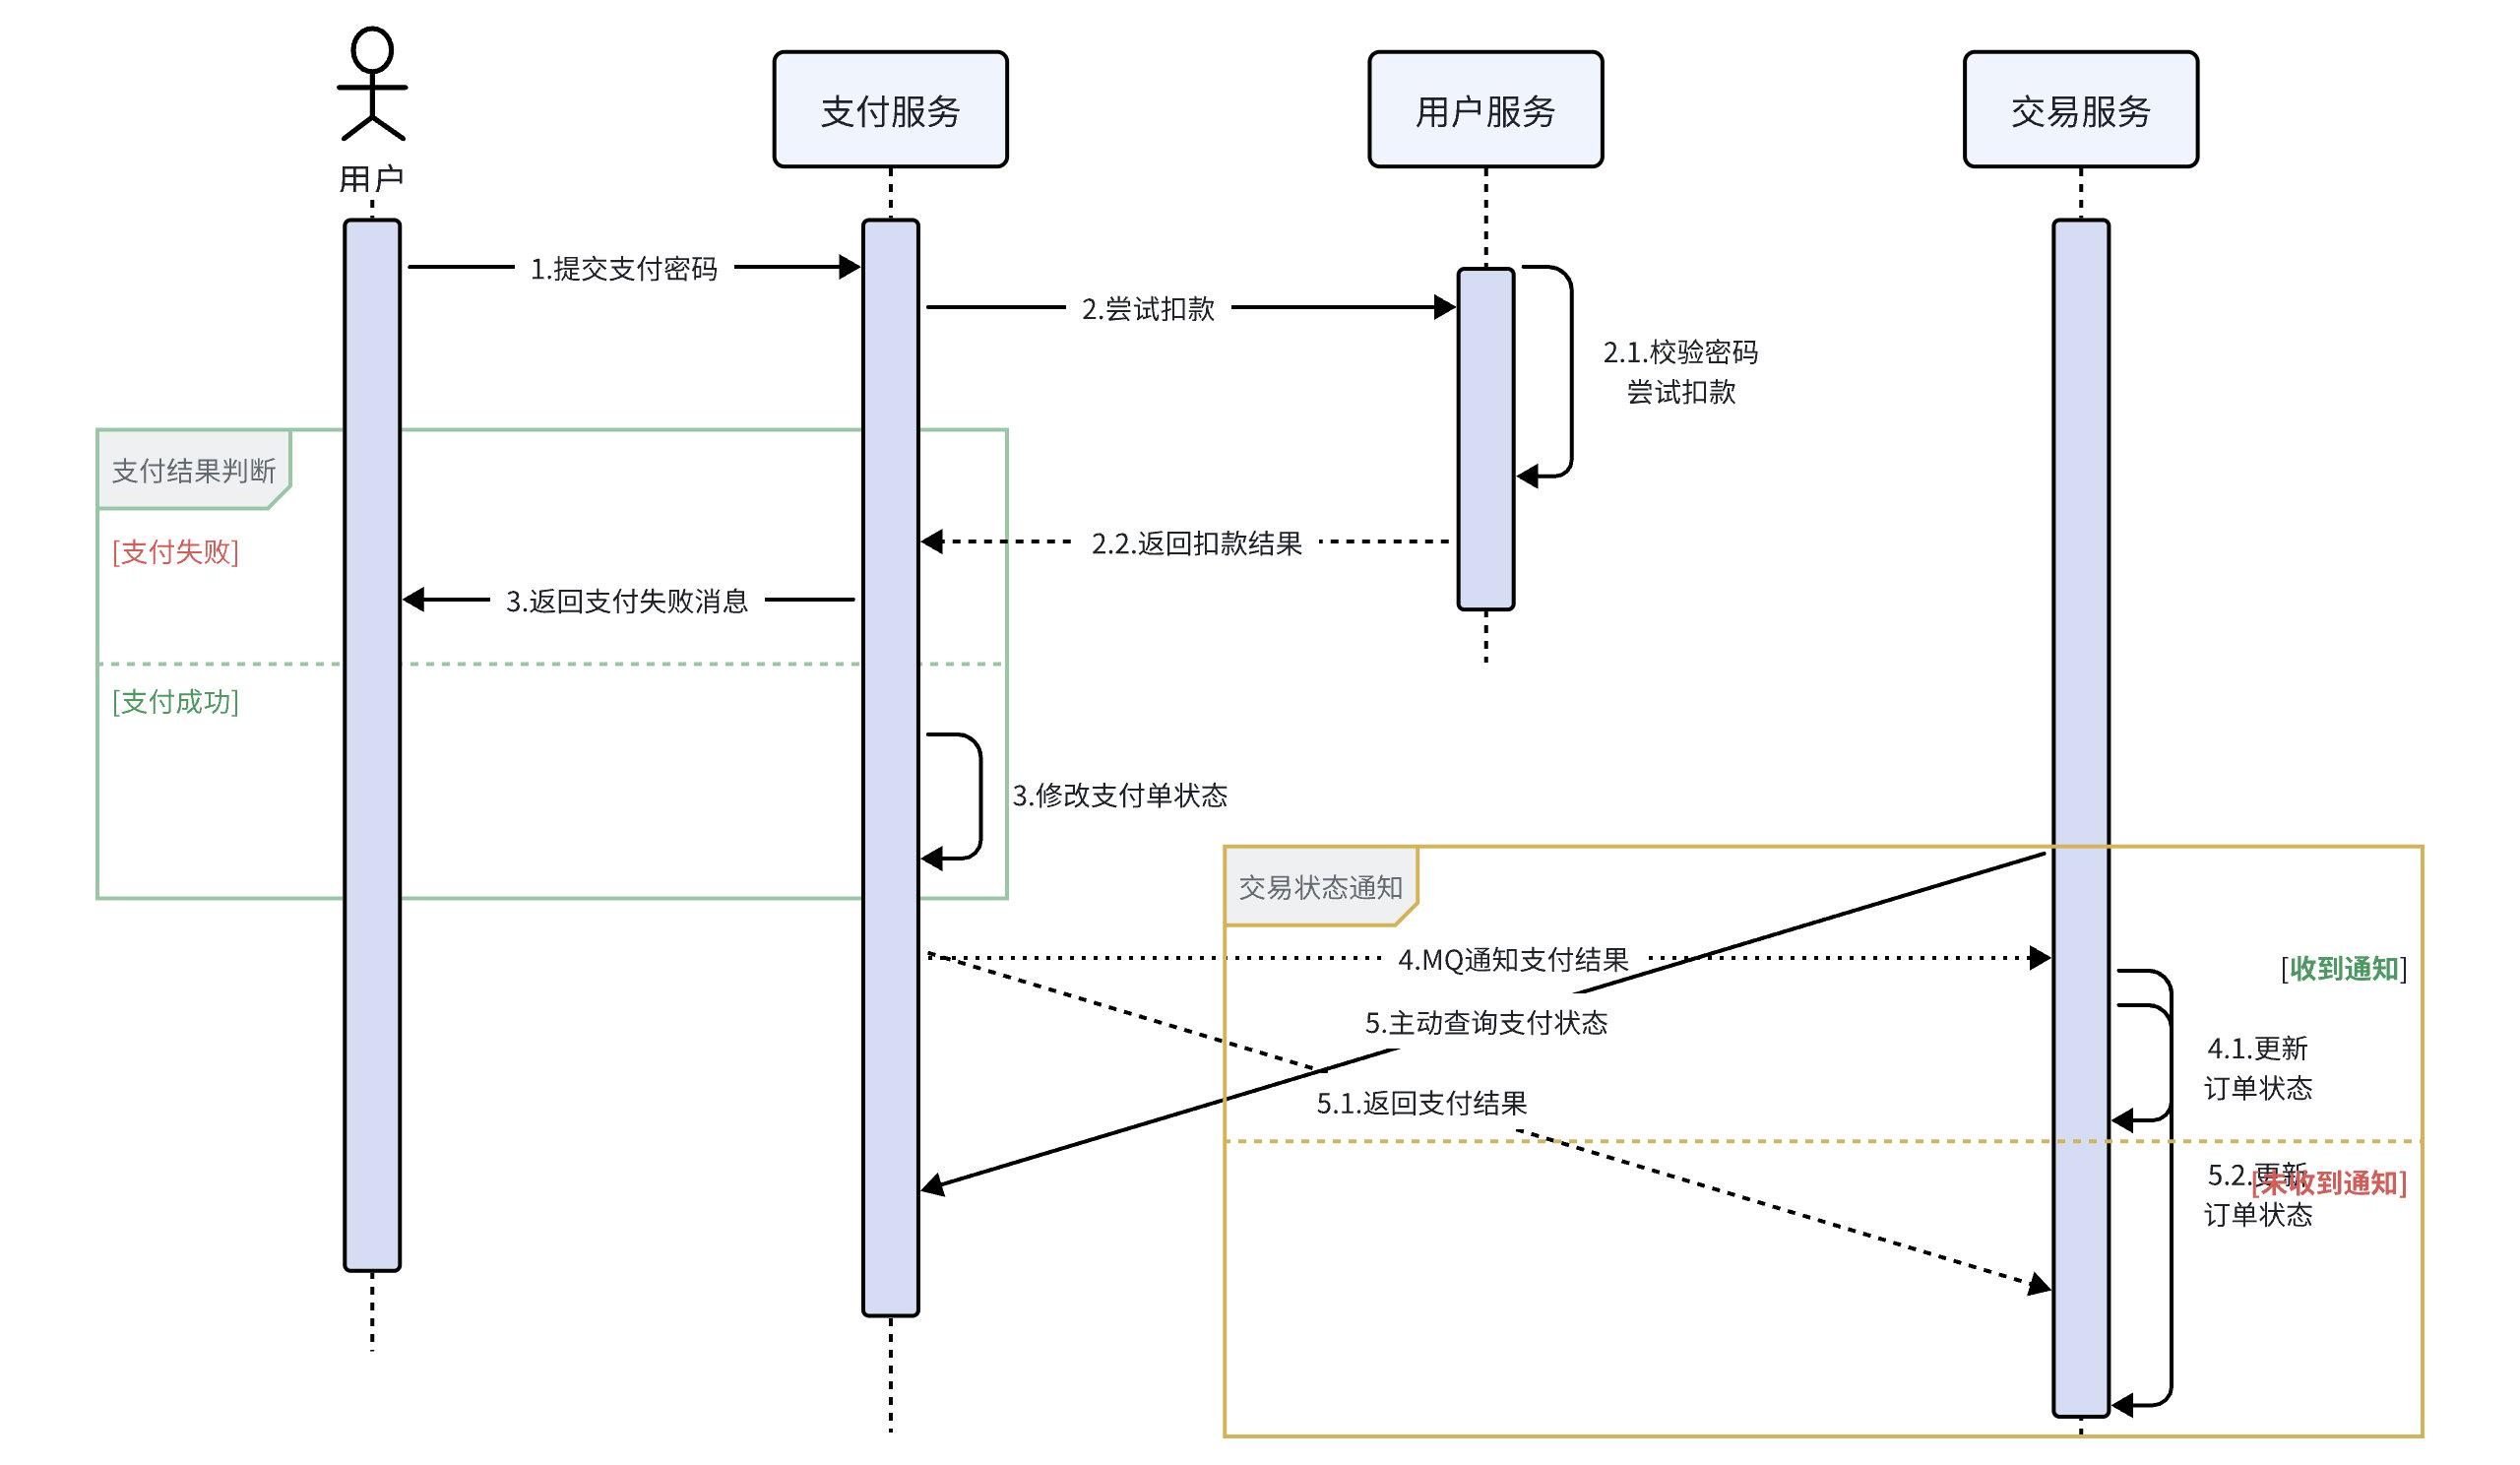 用户
支付服务
用户服务
交易服务
1.提交支付密码
2.尝试扣款
2.1.校验密码
尝试扣款
支付结果判断
[支付失败]
2.2.返回扣款结果
3.返回支付失败消息
[支付成功]
3.修改支付单状态
交易状态通知
4.MQ通知支付结果
[收到通知]
5.主动查询支付状态
4.1.更新
订单状态
5.1.返回支付结果
5.2.更新
订单状态
[未收到通知]